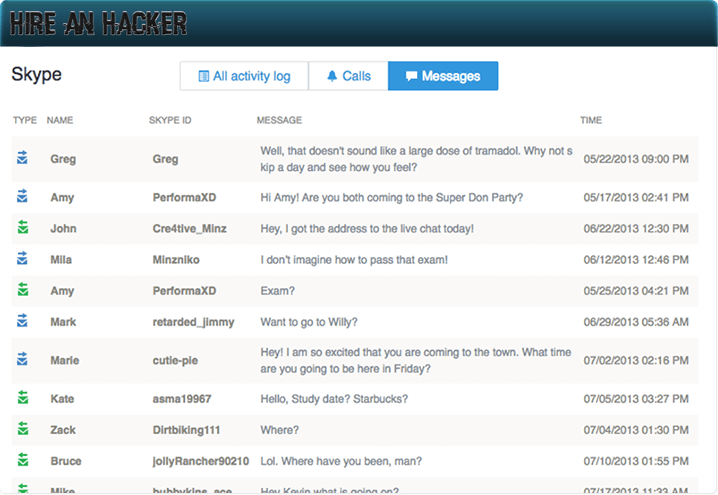 HIRE AN HACKER
Skype
All activity log
Calls
Messages
TYPE NAME SKYPE ID MESSAGE TIME
Greg Greg Well, that doesn't sound like a large dose of tramadol. Why not s 05/22/2013 09:00 PM
kip a day and see how you feel?
Amy PerformaXD Hi Amy! Are you both coming to the Super Don Party? 05/17/2013 02:41 PM
John Cre4tive_Minz Hey, I got the address to the live chat today! 06/22/2013 12:30 PM
Mila Minzniko I don't imagine how to pass that exam! 06/12/2013 12:46 PM
Amy PerformaXD Exam? 05/25/2013 04:21 PM
Mark retarded_jimmy Want to go to Willy? 06/29/2013 05:36 AM
Marie cutie-pie Hey! I am so excited that you are coming to the town. What time 07/02/2013 02:16 PM
are you going to be here in Friday?
Kate asma19967 Hello, Study date? Starbucks? 07/05/2013 03:27 PM
Zack Dirtbiking111 Where? 07/04/2013 01:30 PM
Bruce jollyRancher90210 Lol. Where have you been, man? 07/10/2013 01:55 PM
Mike bubbykins_ace Hey Kevin what is going on? 07/17/2013 11:33 AM